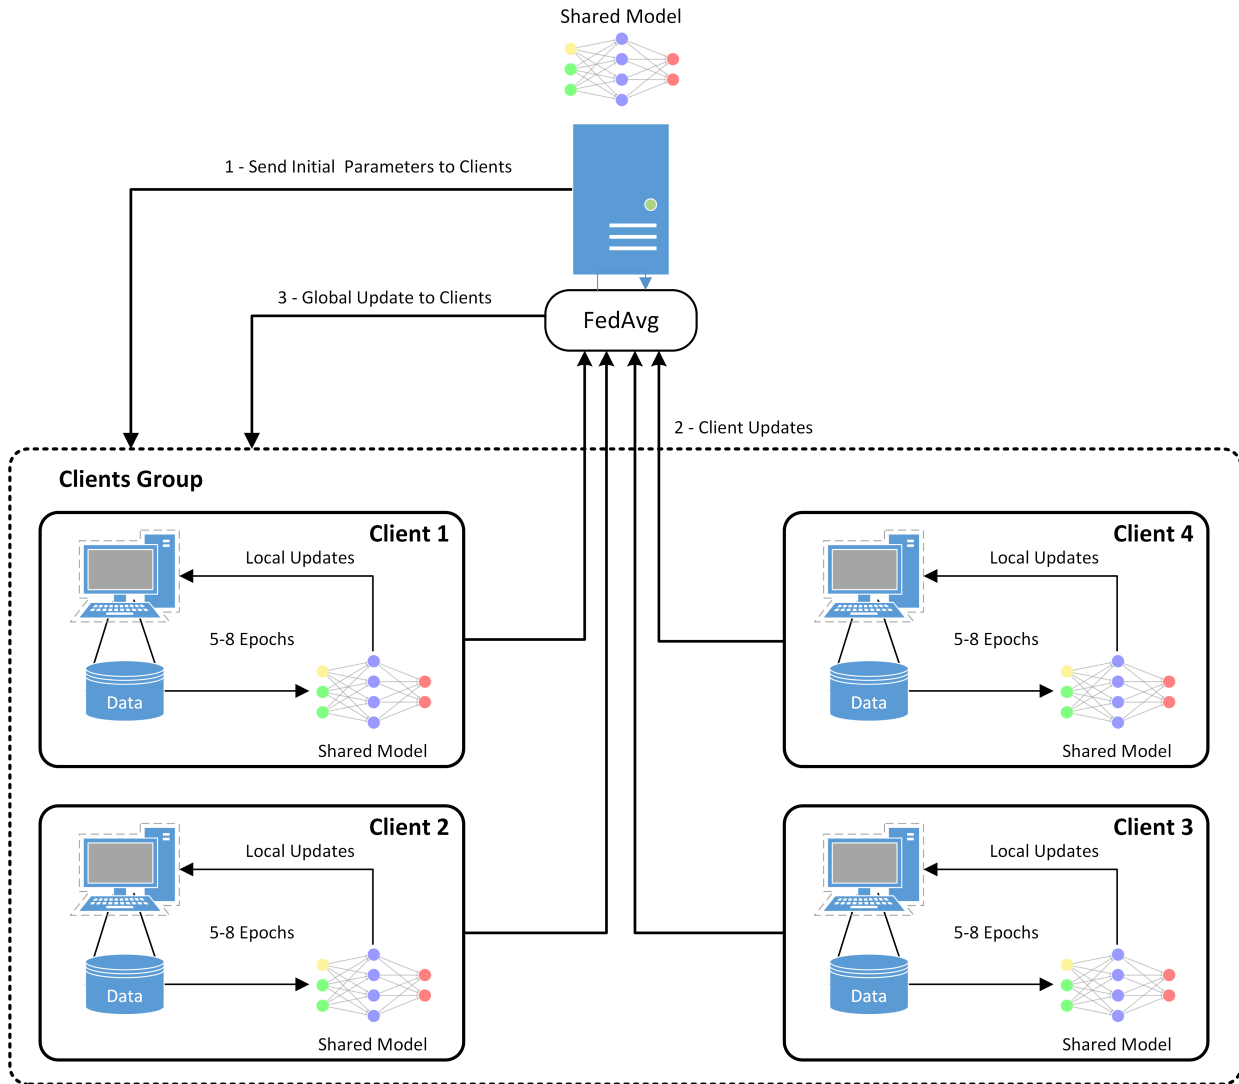 Shared Model
1 - Send Initial  Parameters to Clients
3 - Global Update to Clients
FedAvg
2 - Client Updates
Clients Group
Client 1
Local Updates
5-8 Epochs
Data
Shared Model
Client 4
Local Updates
5-8 Epochs
Data
Shared Model
Client 2
Local Updates
5-8 Epochs
Data
Shared Model
Client 3
Local Updates
5-8 Epochs
Data
Shared Model